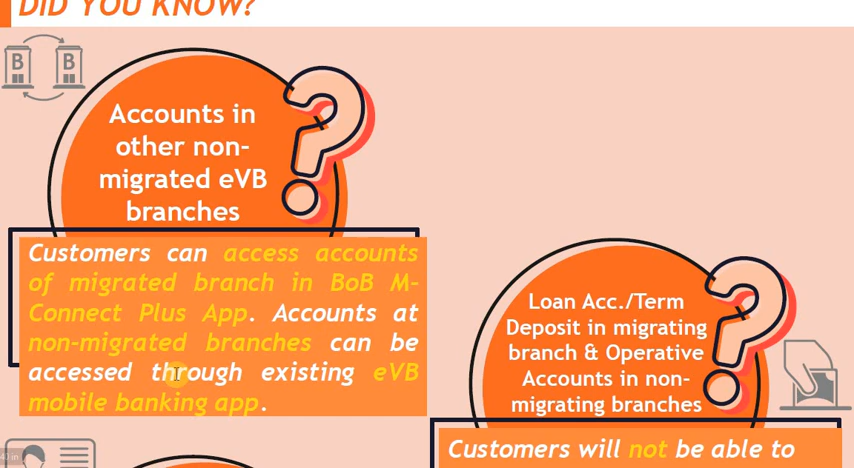 DID YOU KNOW?
B B
Accounts in
other non-
migrated eVB
branches
?
Customers can access accounts
of migrated branch in BoB M-
Connect Plus App. Accounts at
non-migrated branches can be
accessed through existing eVB
mobile banking app.
Loan Acc./Term
Deposit in migrating
branch & Operative
Accounts in non-
migrating branches
?
Customers will not be able to